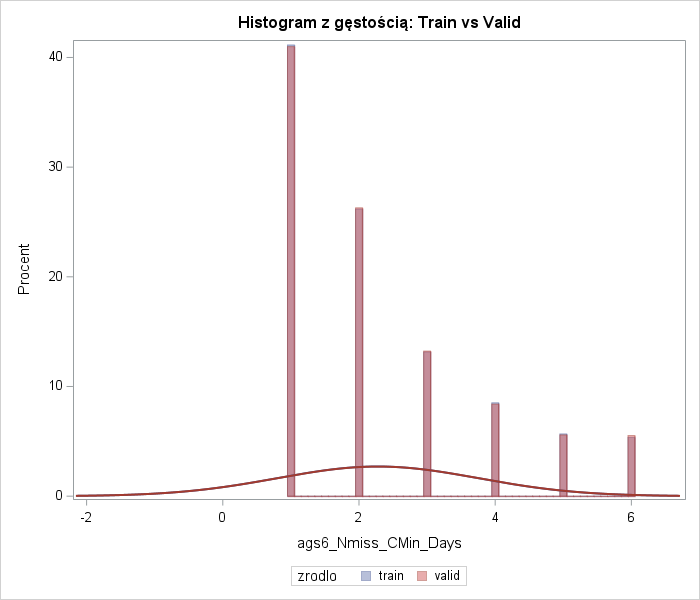 Histogram z gęstością: Train vs Valid
40
30
20
10
0
Procent
-2 0 2 4 6
ags6_Nmiss_CMin_Days
zrodlo train valid